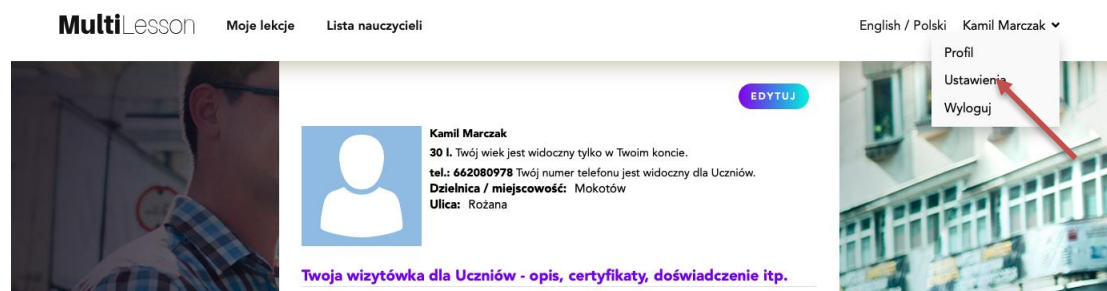 MultiLesson Moje lekcje Lista nauczycieli English / Polski Kamil Marczak
Profil
Ustawienia
Wyloguj
EDYTUJ
Kamil Marczak
30 l. Twój wiek jest widoczny tylko w Twoim koncie.
tel.: 662080978 Twój numer telefonu jest widoczny dla Uczniów.
Dzielnica / miejscowość: Mokotów
Ulica: Rożana
Twoja wizytówka dla Uczniów - opis, certyfikaty, doświadczenie itp.